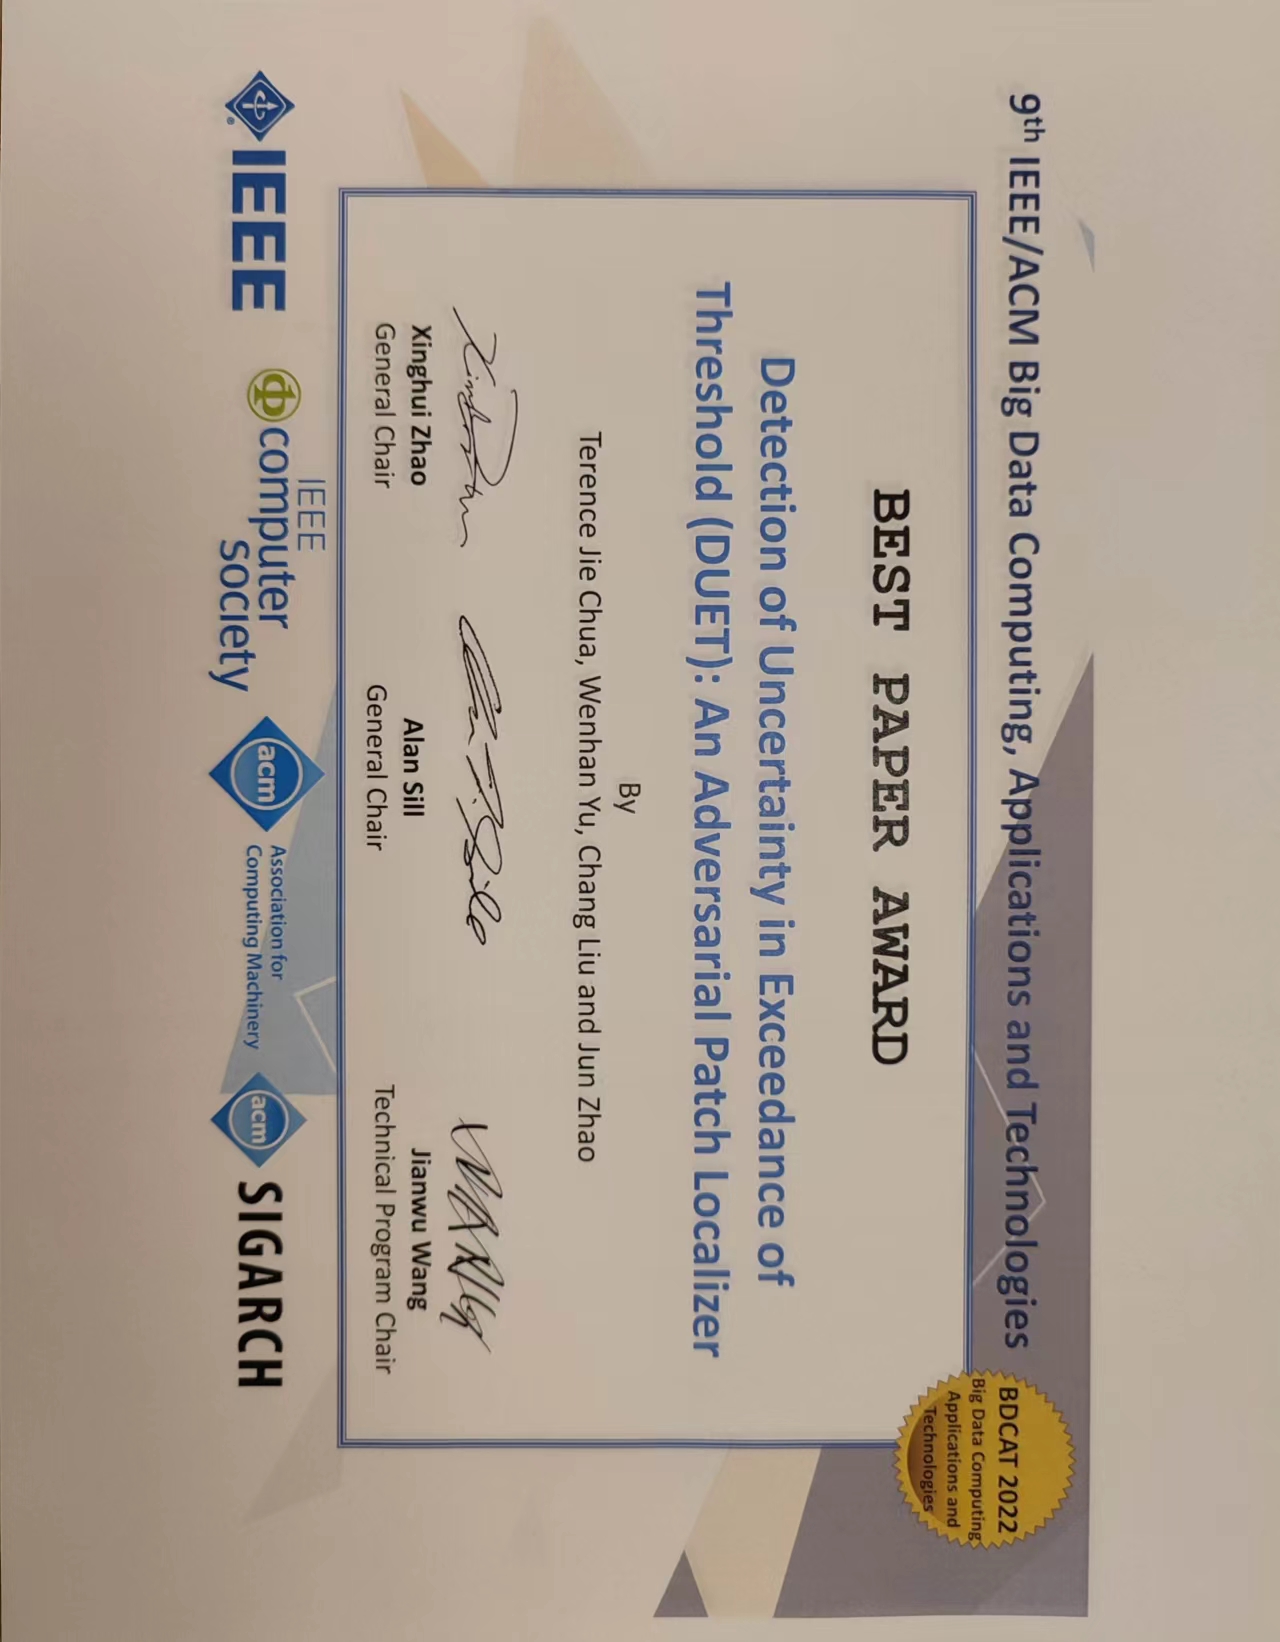 9th IEEE/ACM Big Data Computing, Applications and Technologies
BDCAT 2022
Big Data Computing
Applications and
Technologies
BEST PAPER AWARD
Detection of Uncertainty in Exceedance of
Threshold (DUET): An Adversarial Patch Localizer
By
Terence Jie Chua, Wenhan Yu, Chang Liu and Jun Zhao
Xinghui Zhao
General Chair
Alan Sill
General Chair
Jianwu Wang
Technical Program Chair
IEEE
IEEE
computer
society
acm
Association for
Computing Machinery
acm
SIGARCH